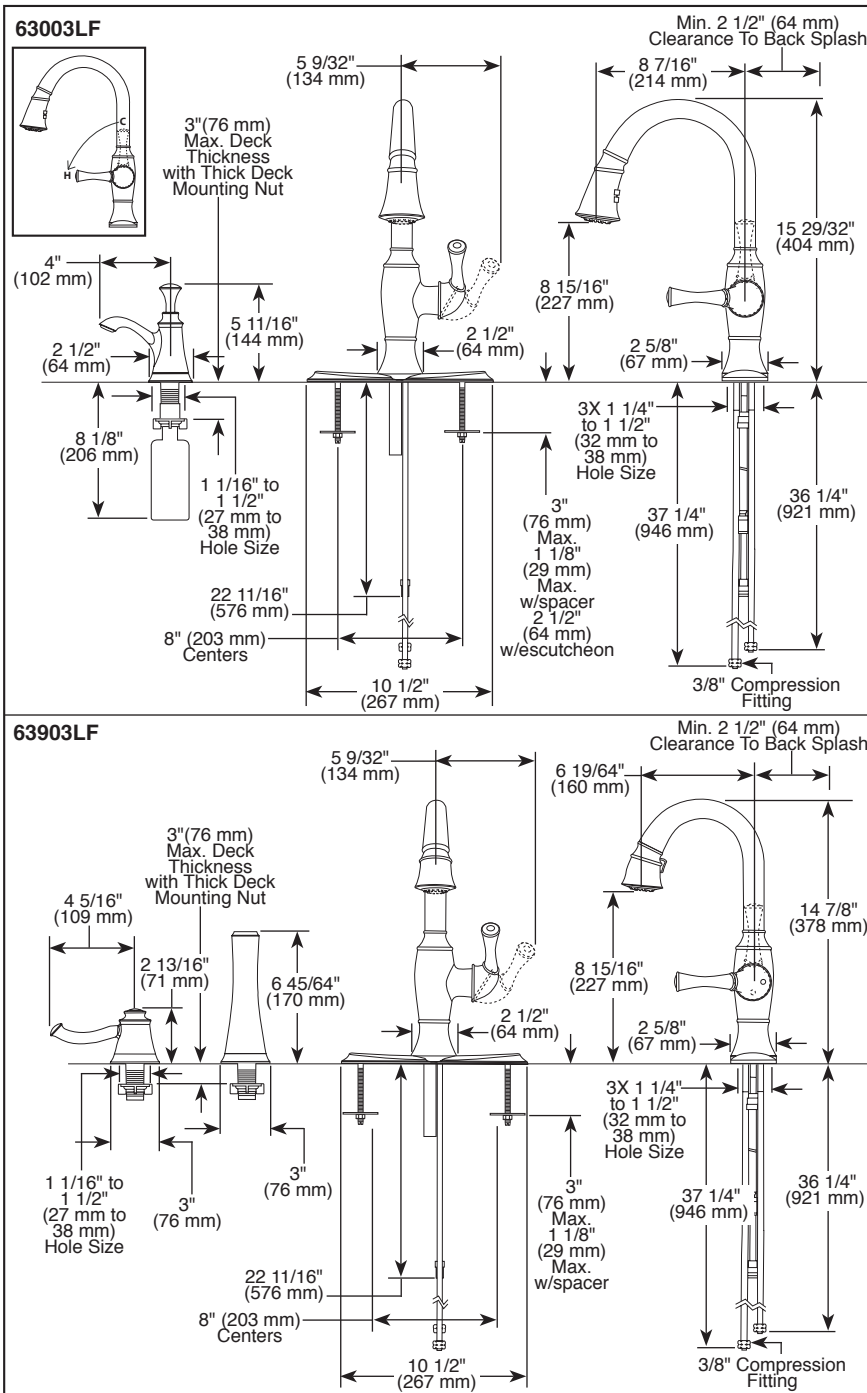 63003LF
C
H
3"(76 mm)
Max. Deck
Thickness
with Thick Deck
Mounting Nut
4"
(102 mm)
5 11/16"
(144 mm)
2 1/2"
(64 mm)
8 1/8"
(206 mm)
1 1/16" to
1 1/2"
(27 mm to
38 mm)
Hole Size
5 9/32"
(134 mm)
2 1/2"
(64 mm)
22 11/16"
(576 mm)
8" (203 mm)
Centers
10 1/2"
(267 mm)
3"
(76 mm)
Max.
1 1/8"
(29 mm)
Max.
w/spacer
2 1/2"
(64 mm)
w/escutcheon
Min. 2 1/2" (64 mm)
Clearance To Back Splash
8 7/16"
(214 mm)
15 29/32"
(404 mm)
8 15/16"
(227 mm)
2 5/8"
(67 mm)
3X 1 1/4"
to 1 1/2"
(32 mm to
38 mm)
Hole Size
37 1/4"
(946 mm)
36 1/4"
(921 mm)
3/8" Compression
Fitting
63903LF
3"(76 mm)
Max. Deck
Thickness
with Thick Deck
Mounting Nut
4 5/16"
(109 mm)
2 13/16"
(71 mm)
6 45/64"
(170 mm)
1 1/16" to
1 1/2"
(27 mm to
38 mm)
Hole Size
3"
(76 mm)
3"
(76 mm)
5 9/32"
(134 mm)
2 1/2"
(64 mm)
22 11/16"
(576 mm)
8" (203 mm)
Centers
10 1/2"
(267 mm)
3"
(76 mm)
Max.
1 1/8"
(29 mm)
Max.
w/spacer
Min. 2 1/2" (64 mm)
Clearance To Back Splash
6 19/64"
(160 mm)
14 7/8"
(378 mm)
8 15/16"
(227 mm)
2 5/8"
(67 mm)
3X 1 1/4"
to 1 1/2"
(32 mm to
38 mm)
Hole Size
37 1/4"
(946 mm)
36 1/4"
(921 mm)
3/8" Compression
Fitting